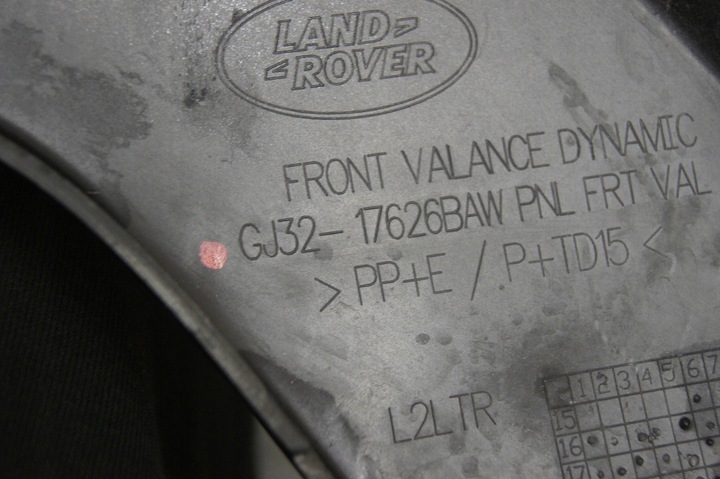 LAND
ROVER
FRONT VALANCE DYNAMIC
GJ32-17626BAW PNL FRT VAL
> PP+E / P+TD15 <
L2LTR
1 2 3 4 5 6 7
15
16
17